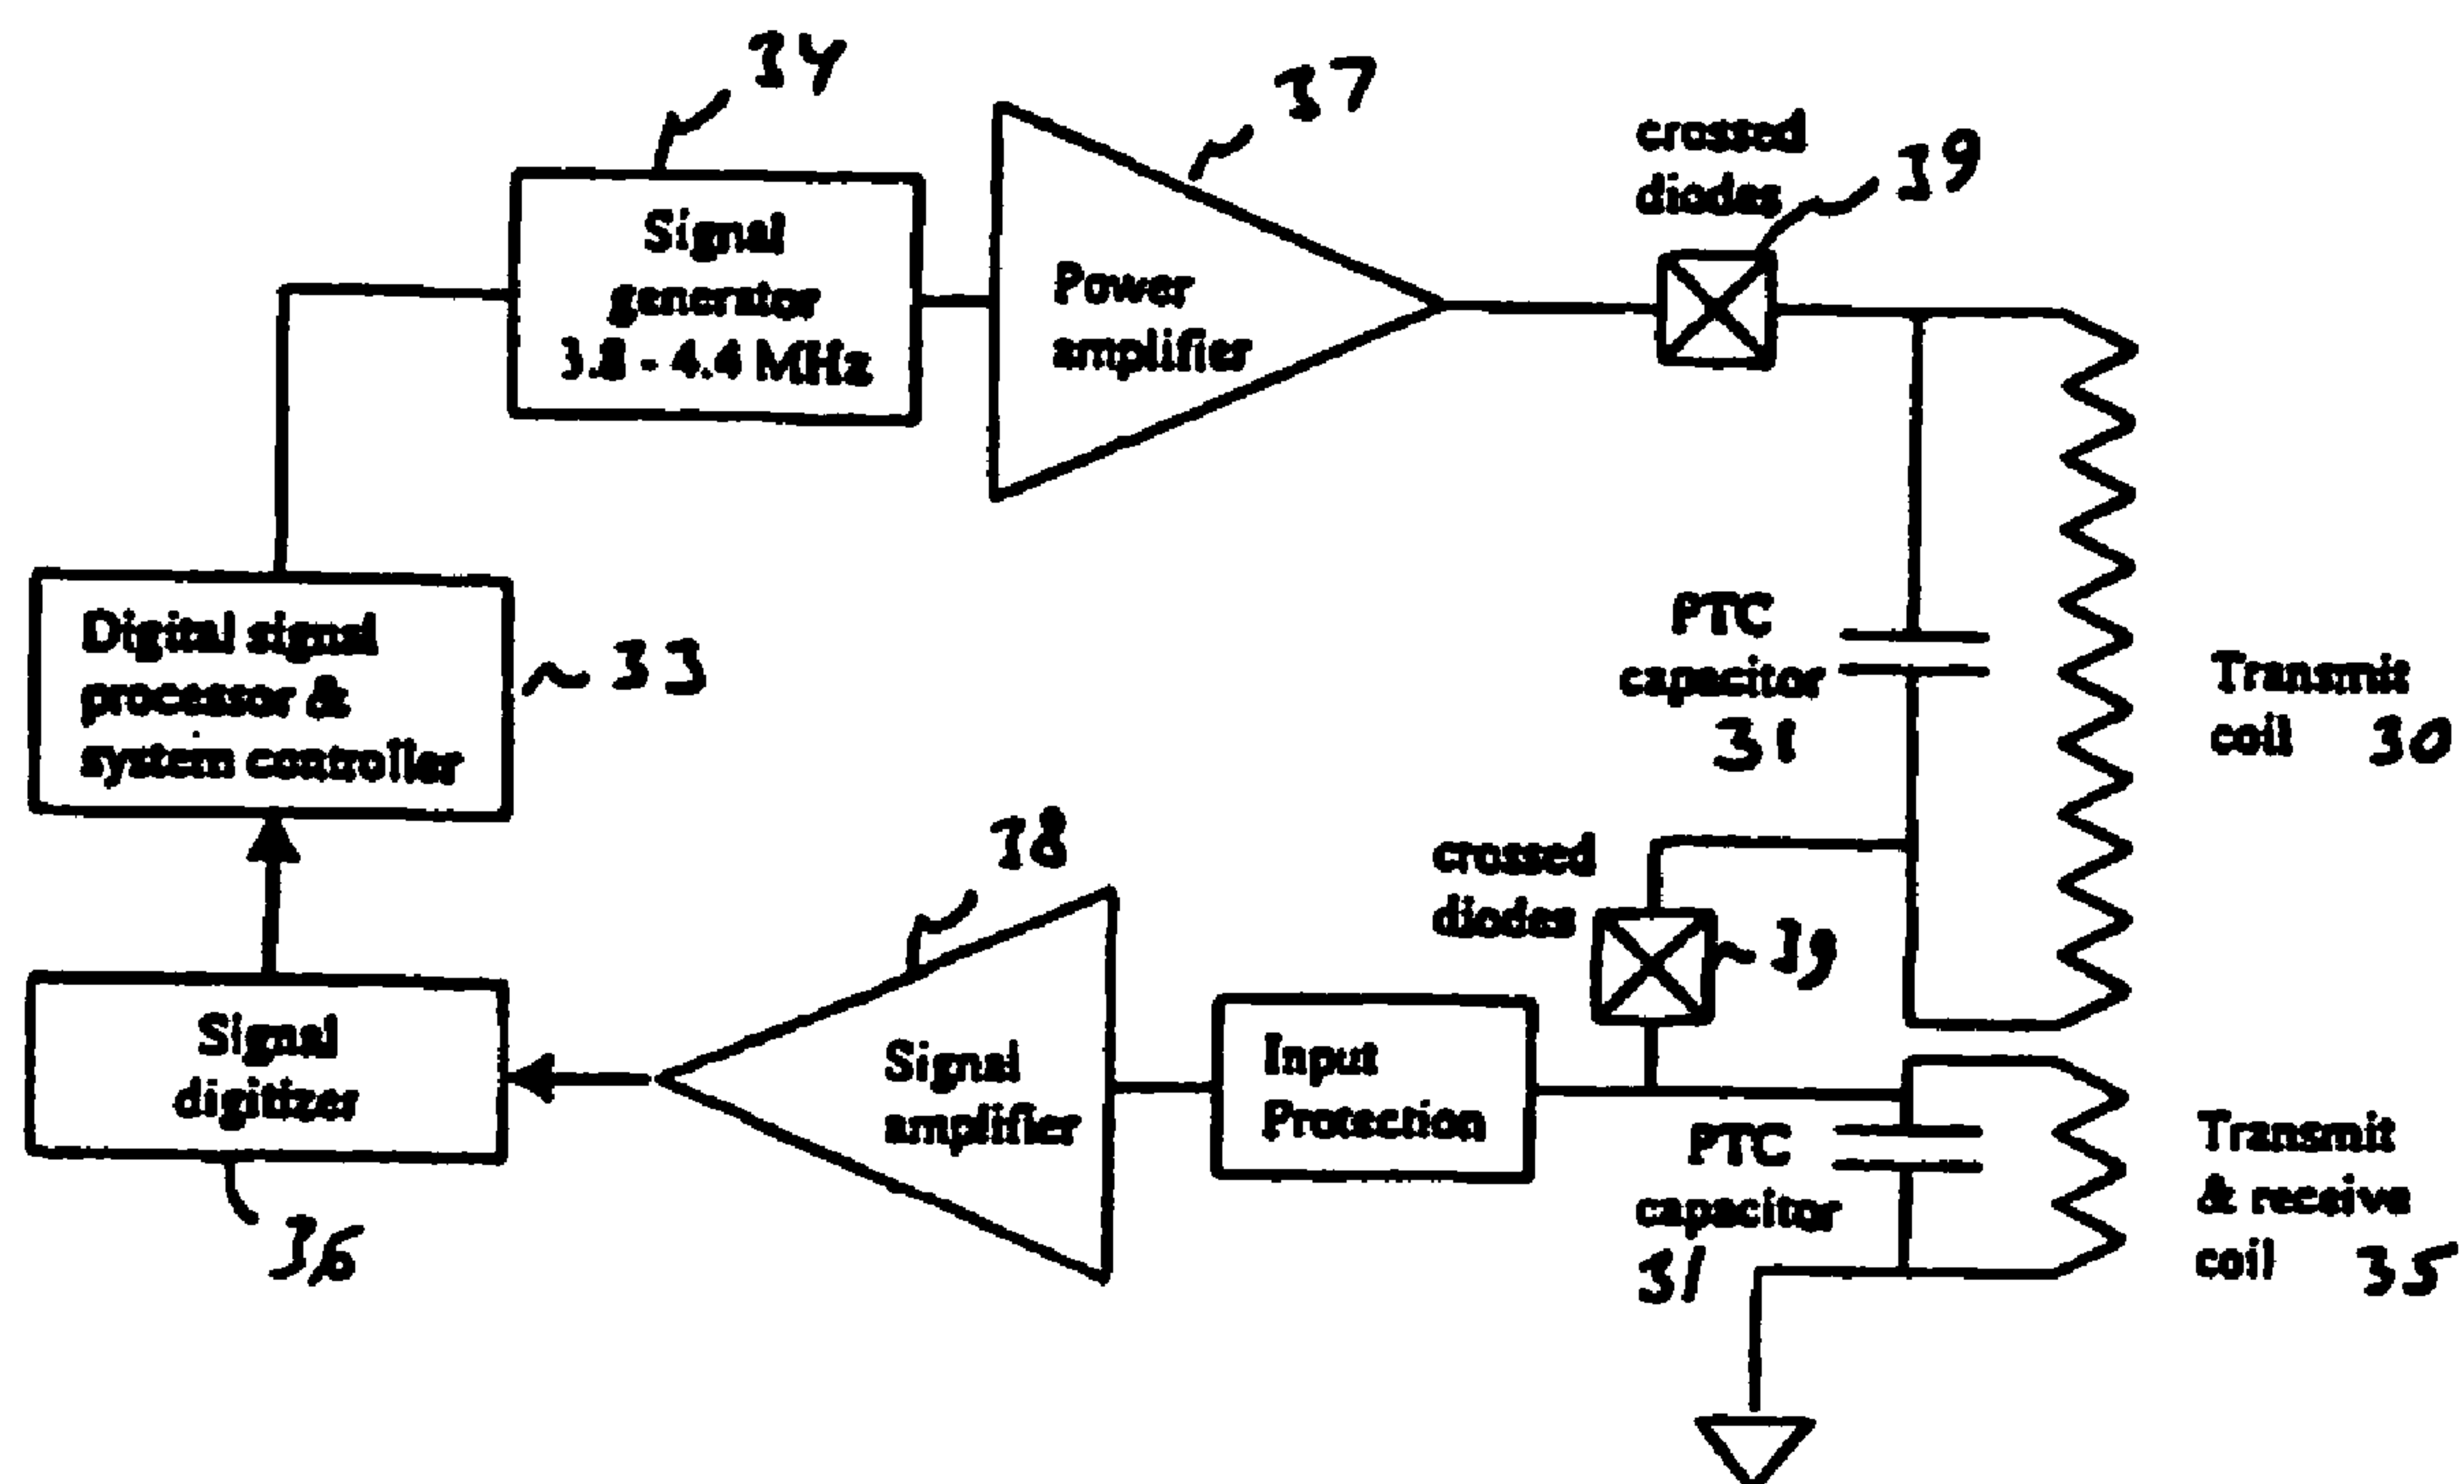 34
37
crossed
diodes
39
Signal
generator
3.8 - 4.4 MHz
Power
amplifier
Digital signal
processor &
system controller
33
PTC
capacitor
31
Transmit
coil 30
38
crossed
diodes
39
Signal
digitizer
36
Signal
amplifier
Input
Protection
PTC
capacitor
31
Transmit
& receive
coil 35